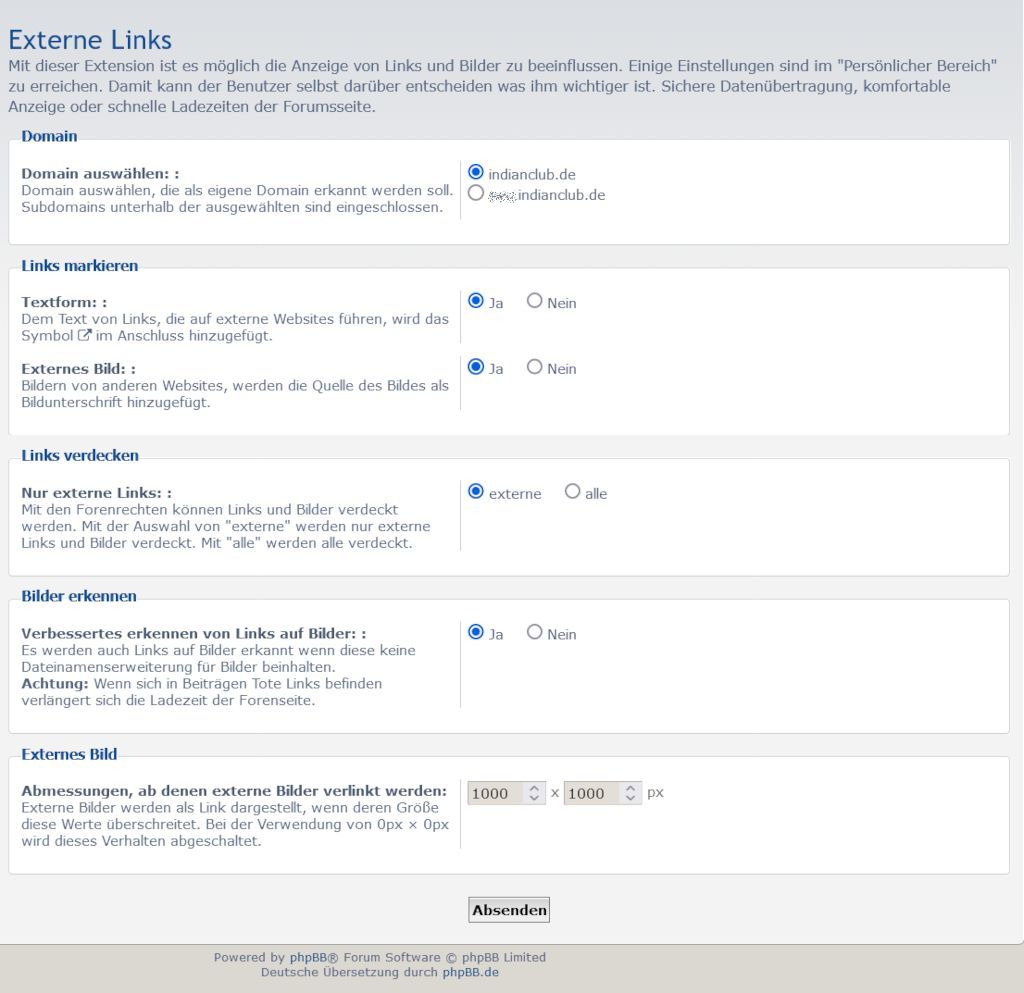 Externe Links
Mit dieser Extension ist es möglich die Anzeige von Links und Bilder zu beeinflussen. Einige Einstellungen sind im "Persönlicher Bereich"
zu erreichen. Damit kann der Benutzer selbst darüber entscheiden was ihm wichtiger ist. Sichere Datenübertragung, komfortable
Anzeige oder schnelle Ladezeiten der Forumsseite.
Domain
Domain auswählen: :
Domain auswählen, die als eigene Domain erkannt werden soll.
Subdomains unterhalb der ausgewählten sind eingeschlossen.
indianclub.de
.indianclub.de
Links markieren
Textform: :
Dem Text von Links, die auf externe Websites führen, wird das
Symbol im Anschluss hinzugefügt.
Ja Nein
Externes Bild: :
Bildern von anderen Websites, werden die Quelle des Bildes als
Bildunterschrift hinzugefügt.
Ja Nein
Links verdecken
Nur externe Links: :
Mit den Forenrechten können Links und Bilder verdeckt
werden. Mit der Auswahl von "externe" werden nur externe
Links und Bilder verdeckt. Mit "alle" werden alle verdeckt.
externe alle
Bilder erkennen
Verbessertes erkennen von Links auf Bilder: :
Es werden auch Links auf Bilder erkannt wenn diese keine
Dateinamenserweiterung für Bilder beinhalten.
Achtung: Wenn sich in Beiträgen Tote Links befinden
verlängert sich die Ladezeit der Forenseite.
Ja Nein
Externes Bild
Abmessungen, ab denen externe Bilder verlinkt werden:
Externe Bilder werden als Link dargestellt, wenn deren Größe
diese Werte überschreitet. Bei der Verwendung von 0px × 0px
wird dieses Verhalten abgeschaltet.
1000 x 1000 px
Absenden
Powered by phpBB® Forum Software © phpBB Limited
Deutsche Übersetzung durch phpBB.de